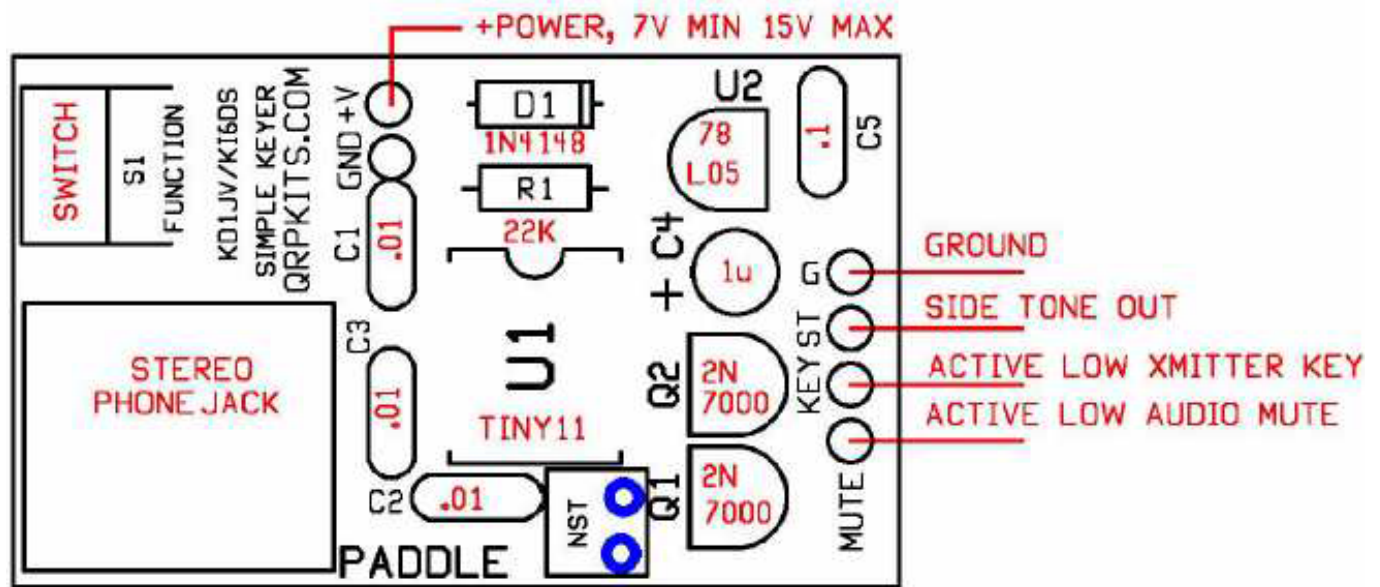 +POWER, 7V MIN 15V MAX
SWITCH
S1
FUNCTION
KD1JV/KI6DS
SIMPLE KEYER
QRPKITS.COM
+V
GND
D1
1N4148
R1
22K
U2
78
L05
.1
C5
C1
.01
+ C4
1u
G
GROUND
ST
SIDE TONE OUT
KEY
ACTIVE LOW XMITTER KEY
MUTE
ACTIVE LOW AUDIO MUTE
STEREO
PHONE JACK
C3
.01
U1
TINY11
Q2
2N
7000
Q1
2N
7000
C2
.01
NST
PADDLE